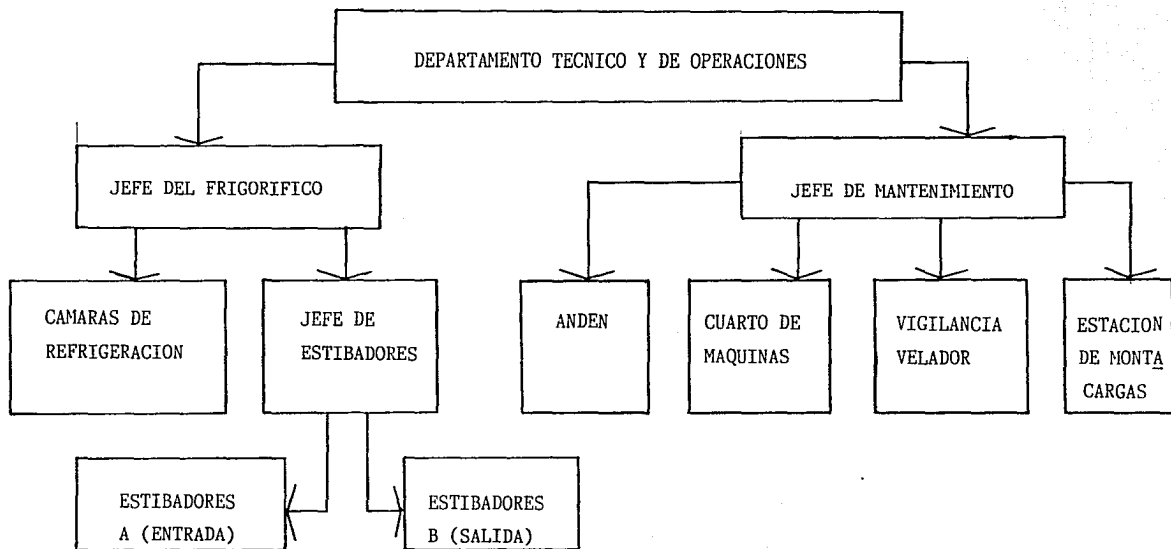 DEPARTAMENTO TECNICO Y DE OPERACIONES
JEFE DEL FRIGORIFICO
JEFE DE MANTENIMIENTO
CAMARAS DE
REFRIGERACION
JEFE DE
ESTIBADORES
ANDEN
CUARTO DE
MAQUINAS
VIGILANCIA
VELADOR
ESTACION
DE MONTA
CARGAS
ESTIBADORES
A (ENTRADA)
ESTIBADORES
B (SALIDA)